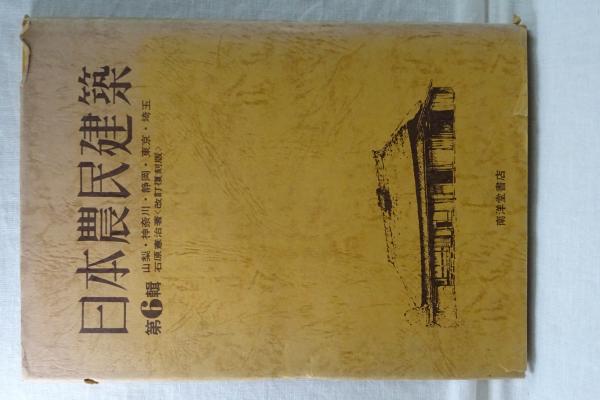 日本農民建築
第6輯
山梨・神奈川・静岡・東京・埼玉
石原憲治著〈改訂復刻版〉
南洋堂書店